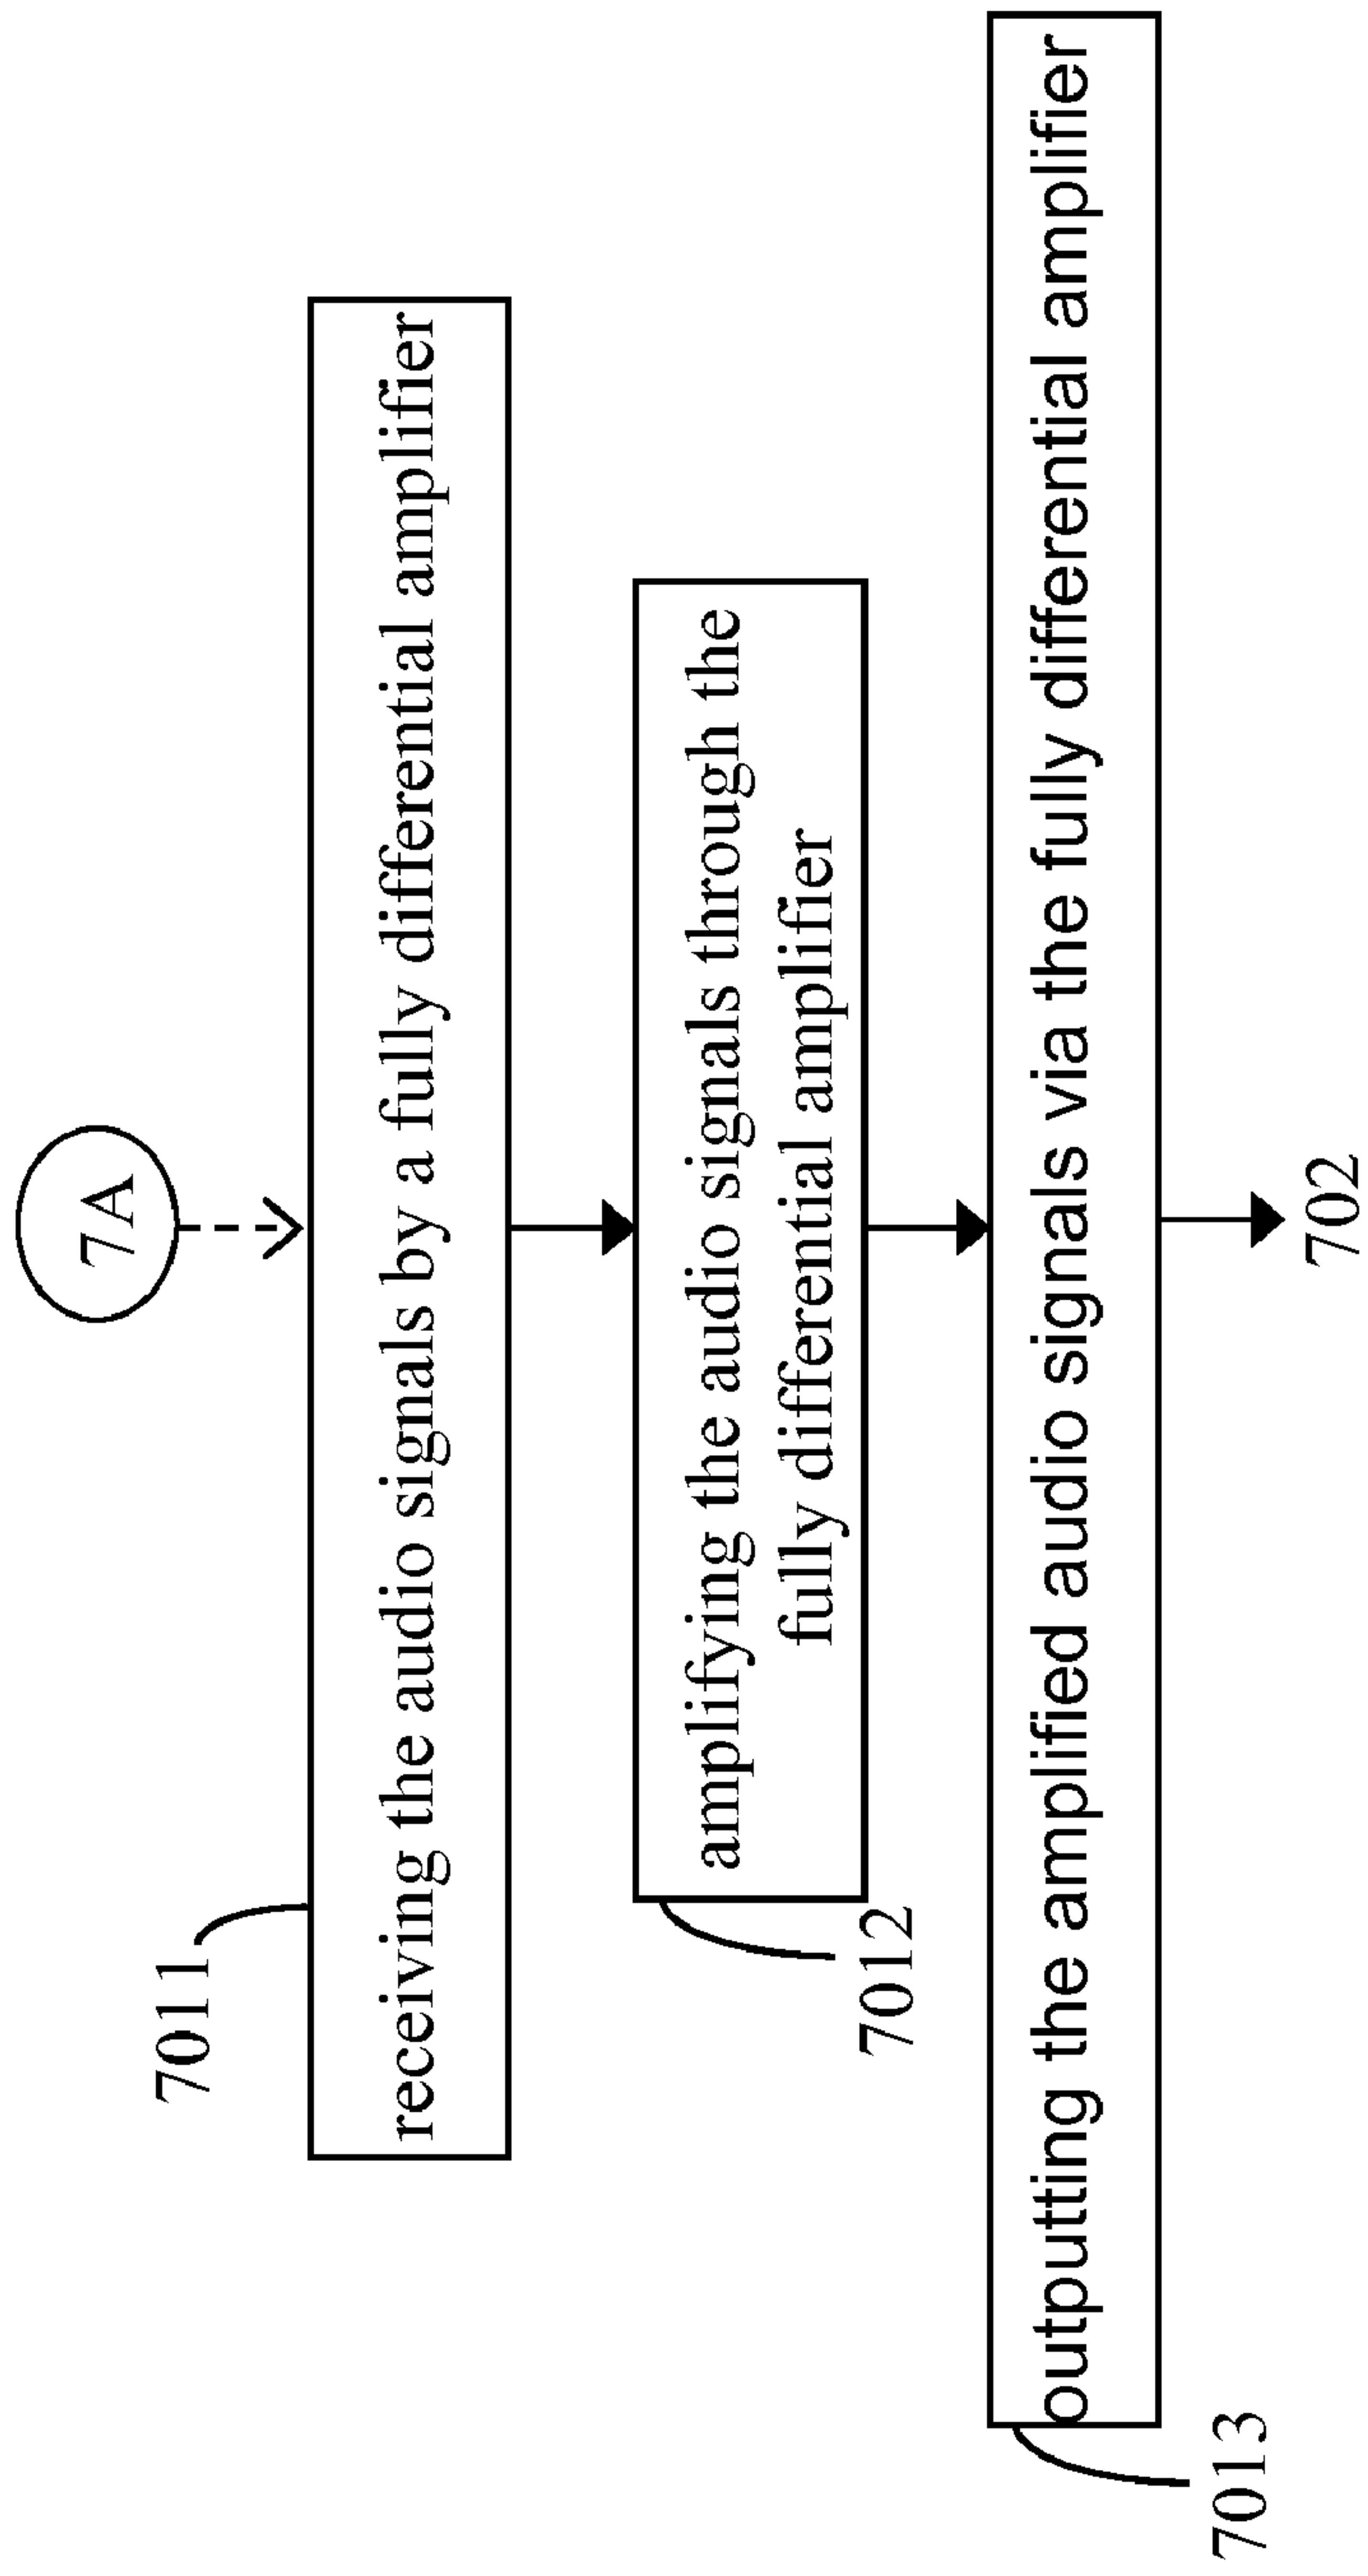 7A
7011
receiving the audio signals by a fully differential amplifier
amplifying the audio signals through the
fully differential amplifier
7012
outputting the amplified audio signals via the fully differential amplifier
7013
702